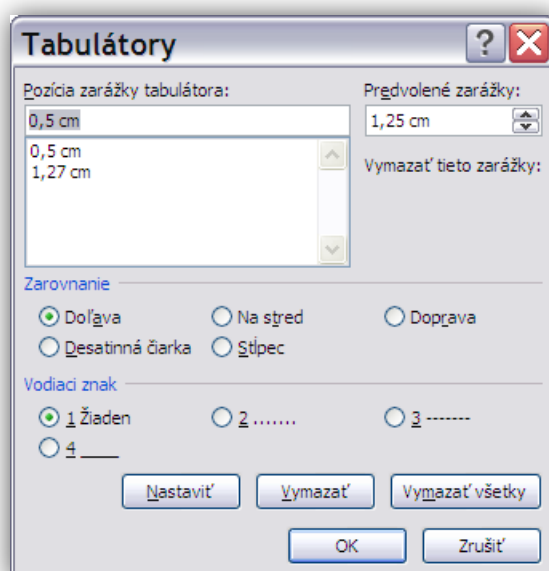 Tabulátory
Pozícia zarážky tabulátora: Predvolené zarážky:
0,5 cm 1,25 cm
0,5 cm
1,27 cm
Vymazať tieto zarážky:
Zarovnanie
Doľava Na stred Doprava
Desatinná čiarka Stĺpec
Vodiaci znak
1 Žiaden 2 ....... 3 -------
4 ____
Nastaviť Vymazať Vymazať všetky
OK Zrušiť